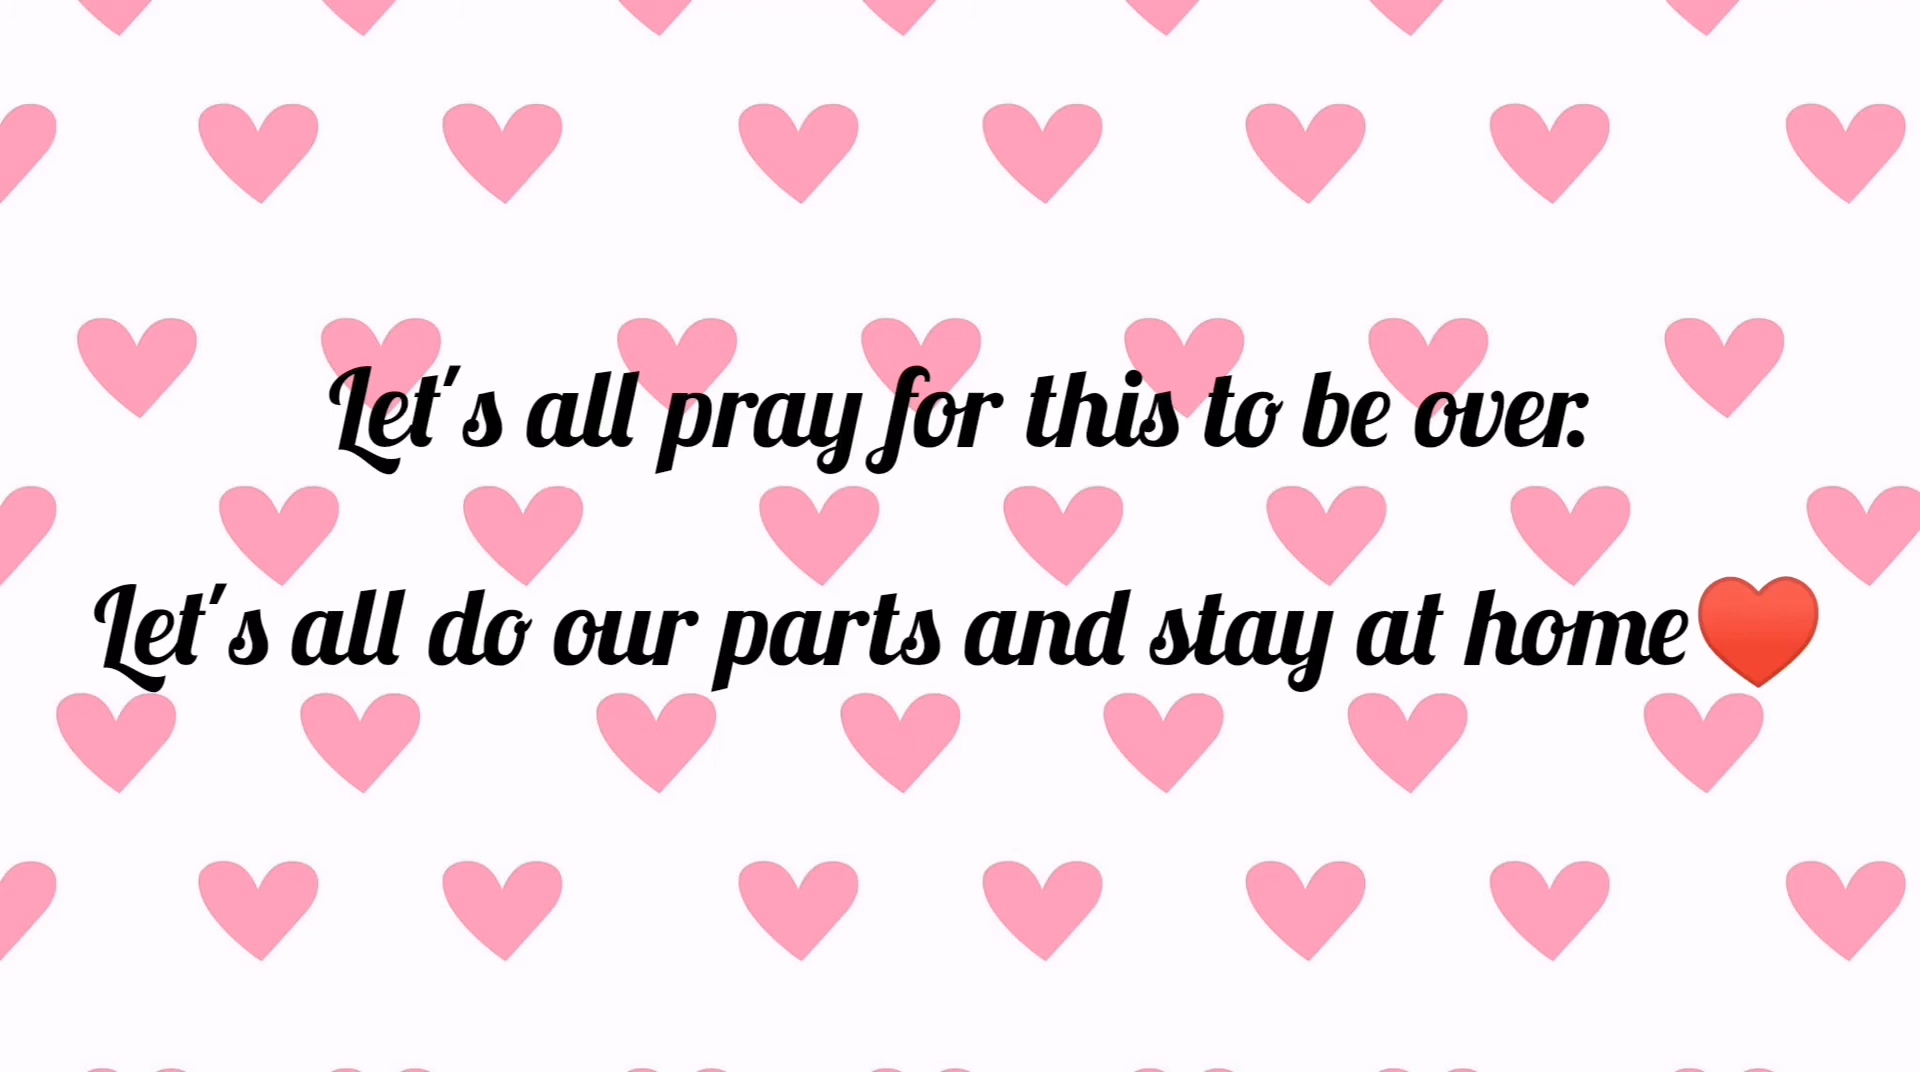 Let's all pray for this to be over.
Let's all do our parts and stay at home♥️